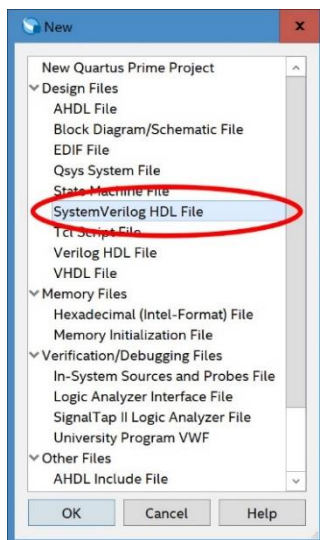 New
New Quartus Prime Project
Design Files
AHDL File
Block Diagram/Schematic File
EDIF File
Qsys System File
State Machine File
SystemVerilog HDL File
Tcl Script File
Verilog HDL File
VHDL File
Memory Files
Hexadecimal (Intel-Format) File
Memory Initialization File
Verification/Debugging Files
In-System Sources and Probes File
Logic Analyzer Interface File
SignalTap II Logic Analyzer File
University Program VWF
Other Files
AHDL Include File
OK Cancel Help